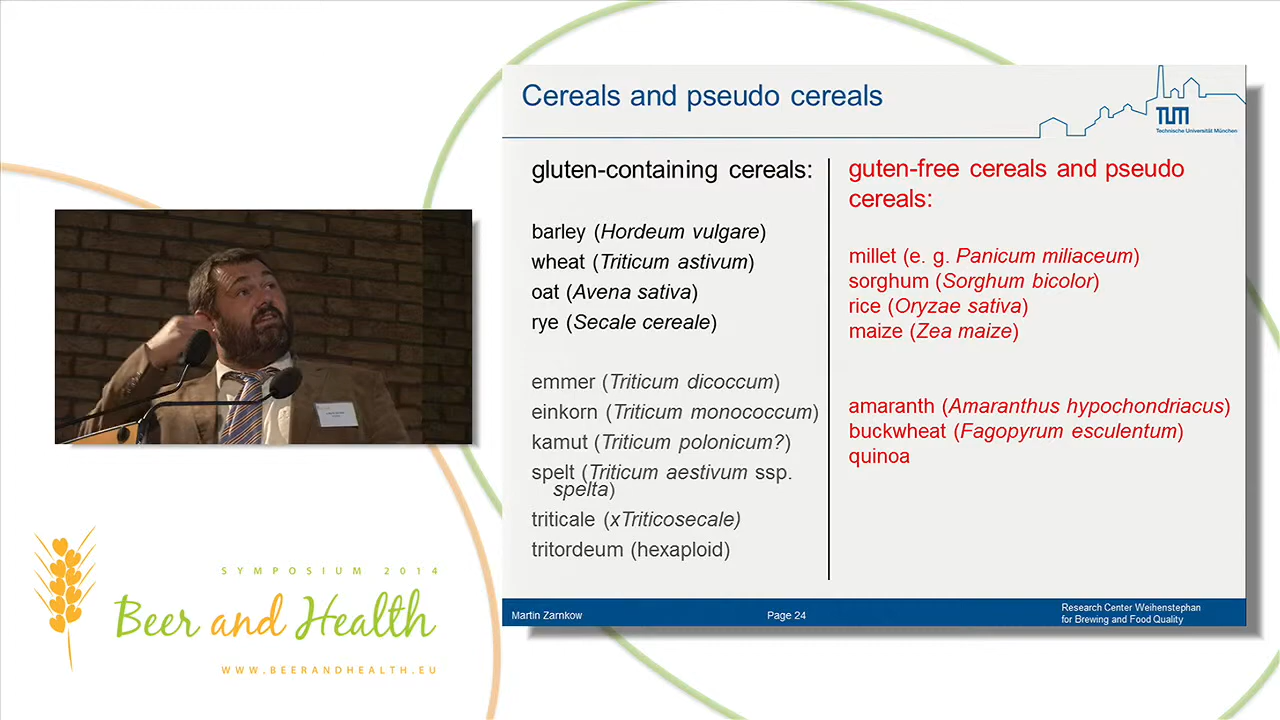 Cereals and pseudo cereals
TUM
Technische Universität München
gluten-containing cereals:
barley (Hordeum vulgare)
wheat (Triticum astivum)
oat (Avena sativa)
rye (Secale cereale)
emmer (Triticum dicoccum)
einkorn (Triticum monococcum)
kamut (Triticum polonicum?)
spelt (Triticum aestivum ssp.
spelta)
triticale (xTriticosecale)
tritordeum (hexaploid)
guten-free cereals and pseudo
cereals:
millet (e. g. Panicum miliaceum)
sorghum (Sorghum bicolor)
rice (Oryzae sativa)
maize (Zea maize)
amaranth (Amaranthus hypochondriacus)
buckwheat (Fagopyrum esculentum)
quinoa
Martin Zarnkow
Page 24
Research Center Weihenstephan
for Brewing and Food Quality
SYMPOSIUM 2014
Beer and Health
WWW.BEERANDHEALTH.EU